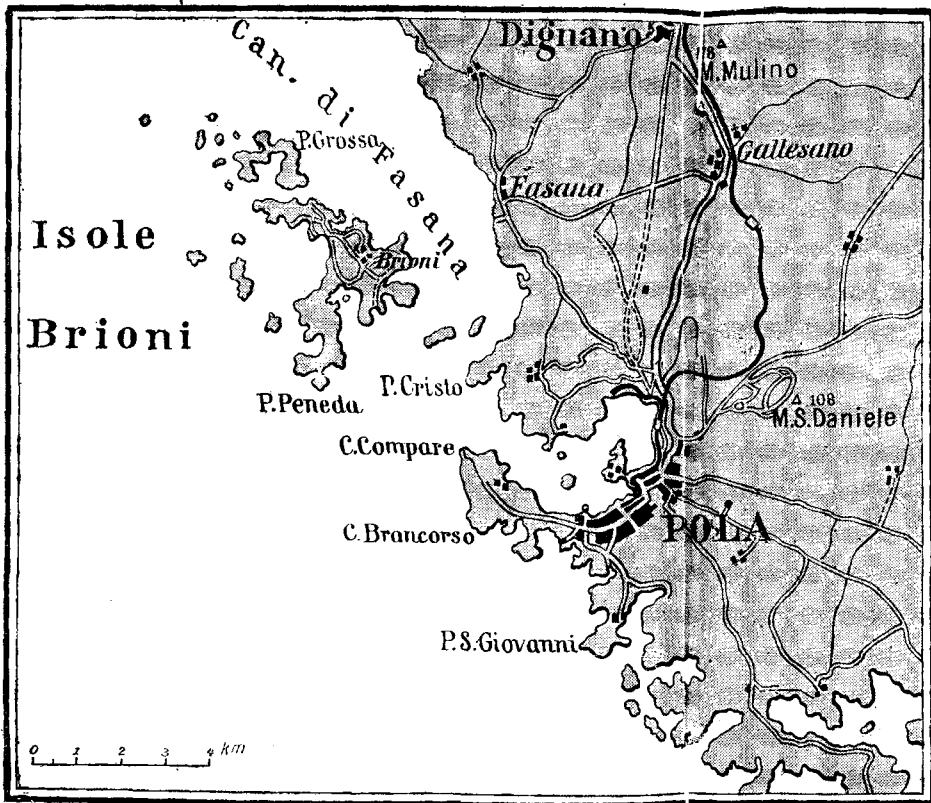 Can. di Fasana
Dignano
178
M.Mulino
P.Grossa
Gallesano
Fasana
Isole
Brioni
Brioni
P.Cristo
P.Peneda
108
M.S.Daniele
C.Compare
C.Brancorso
POLA
P.S.Giovanni
0 1 2 3 4 km